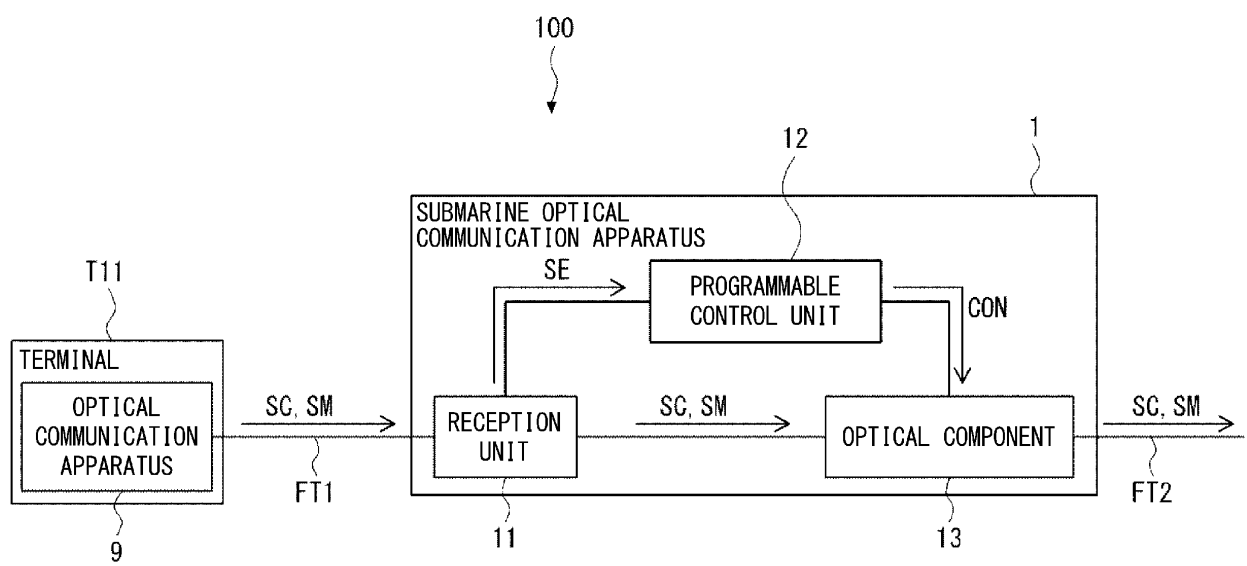 100
1
12
SUBMARINE OPTICAL
COMMUNICATION APPARATUS
T11
SE
PROGRAMMABLE
CONTROL UNIT
CON
TERMINAL
OPTICAL
COMMUNICATION
APPARATUS
SC, SM
RECEPTION
UNIT
SC, SM
OPTICAL COMPONENT
SC, SM
FT1
FT2
9
11
13